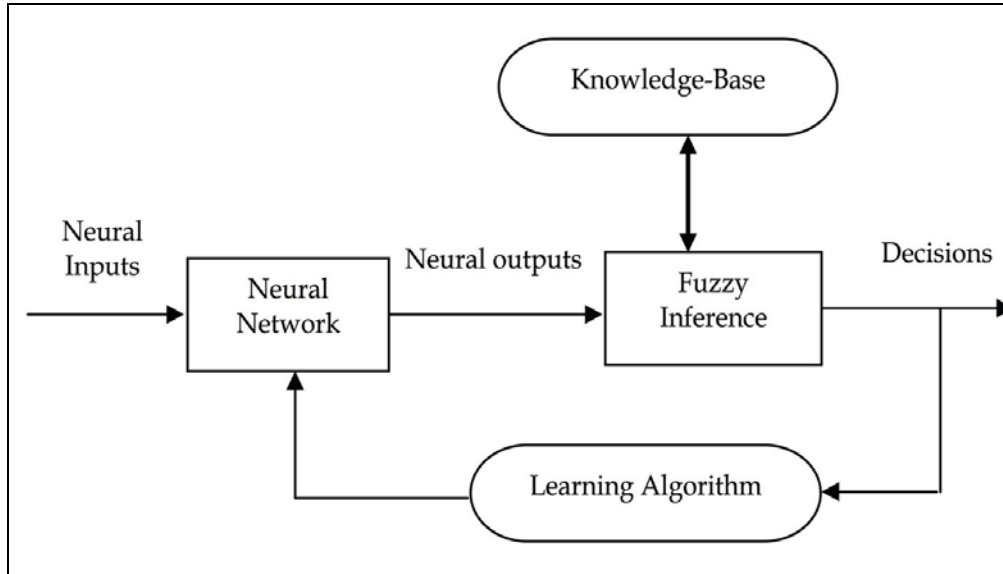 Knowledge-Base
Neural
Inputs
Neural
Network
Neural outputs
Fuzzy
Inference
Decisions
Learning Algorithm